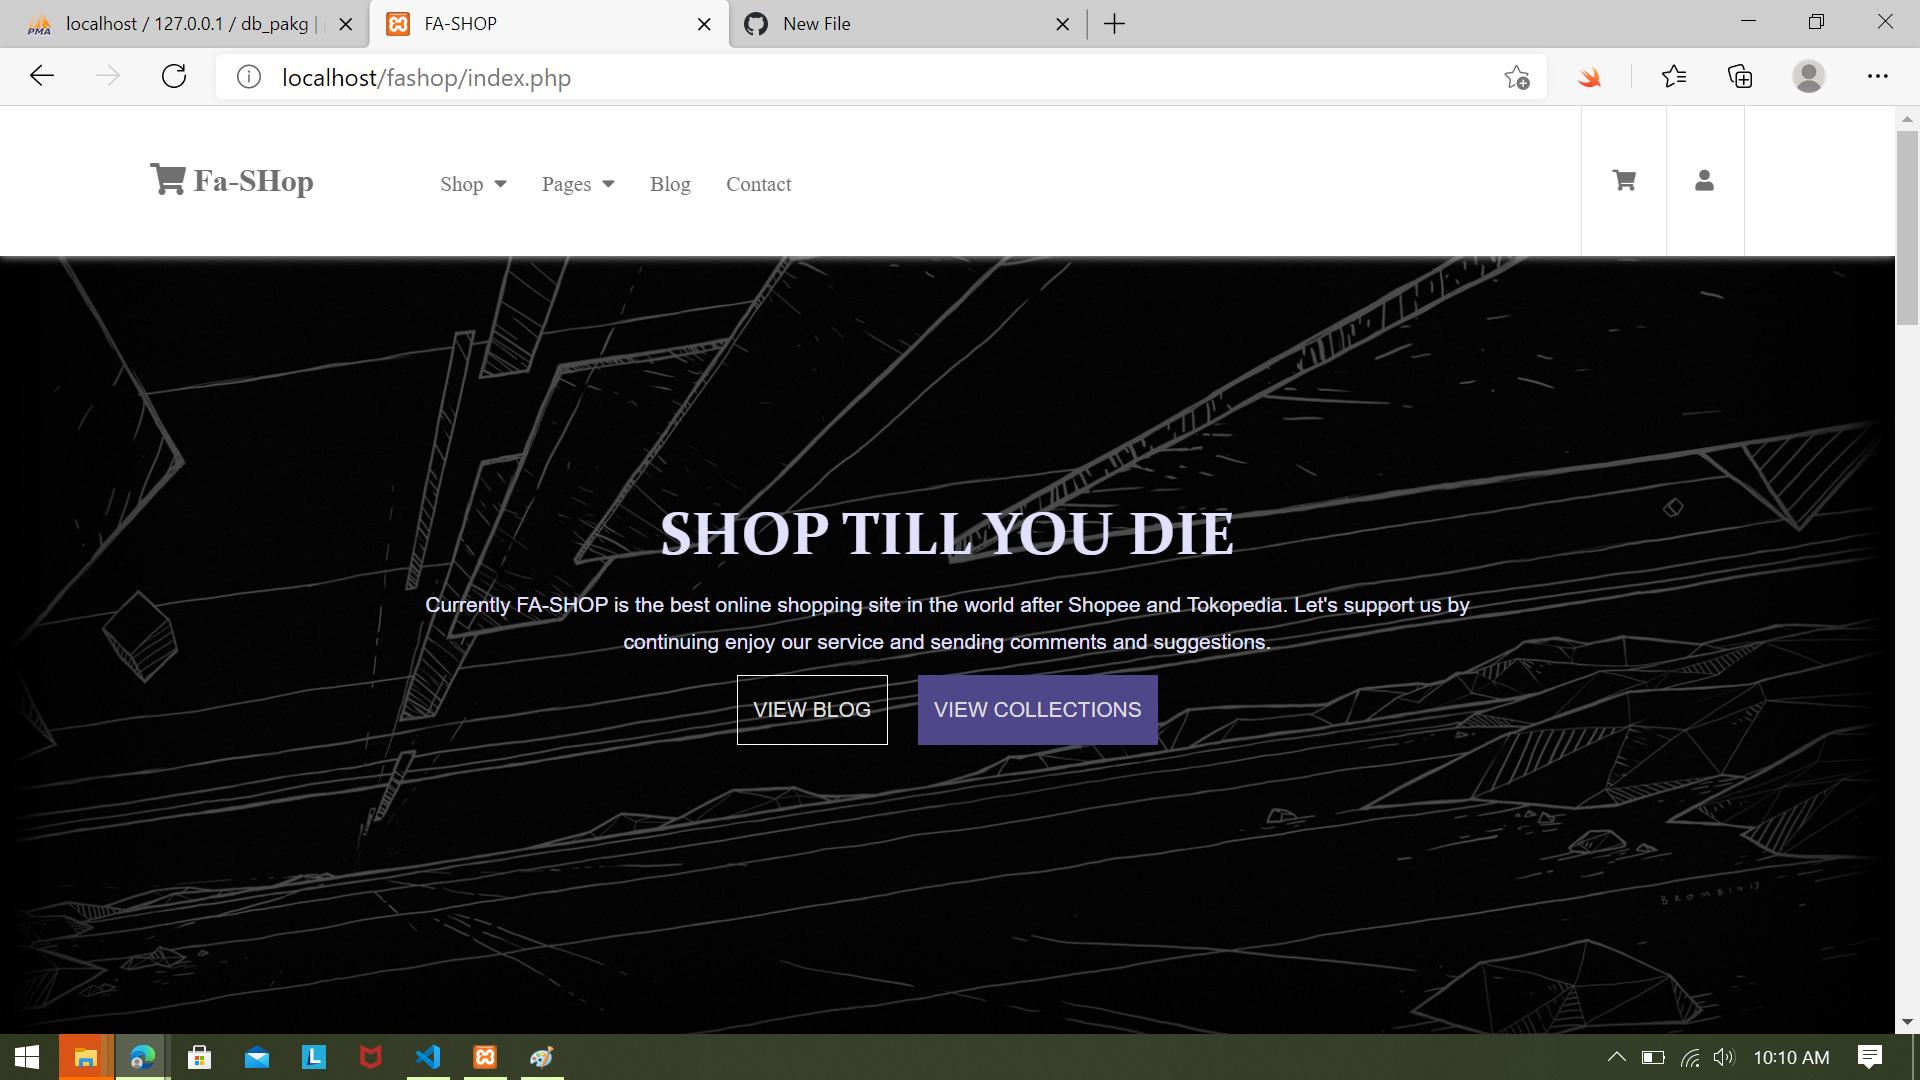 localhost / 127.0.0.1 / db_pakg |
FA-SHOP
New File
localhost/fashop/index.php
Fa-SHop
Shop
Pages
Blog
Contact
SHOP TILL YOU DIE
Currently FA-SHOP is the best online shopping site in the world after Shopee and Tokopedia. Let's support us by
continuing enjoy our service and sending comments and suggestions.
VIEW BLOG
VIEW COLLECTIONS
BROMBIN13
PMA
L
10:10 AM